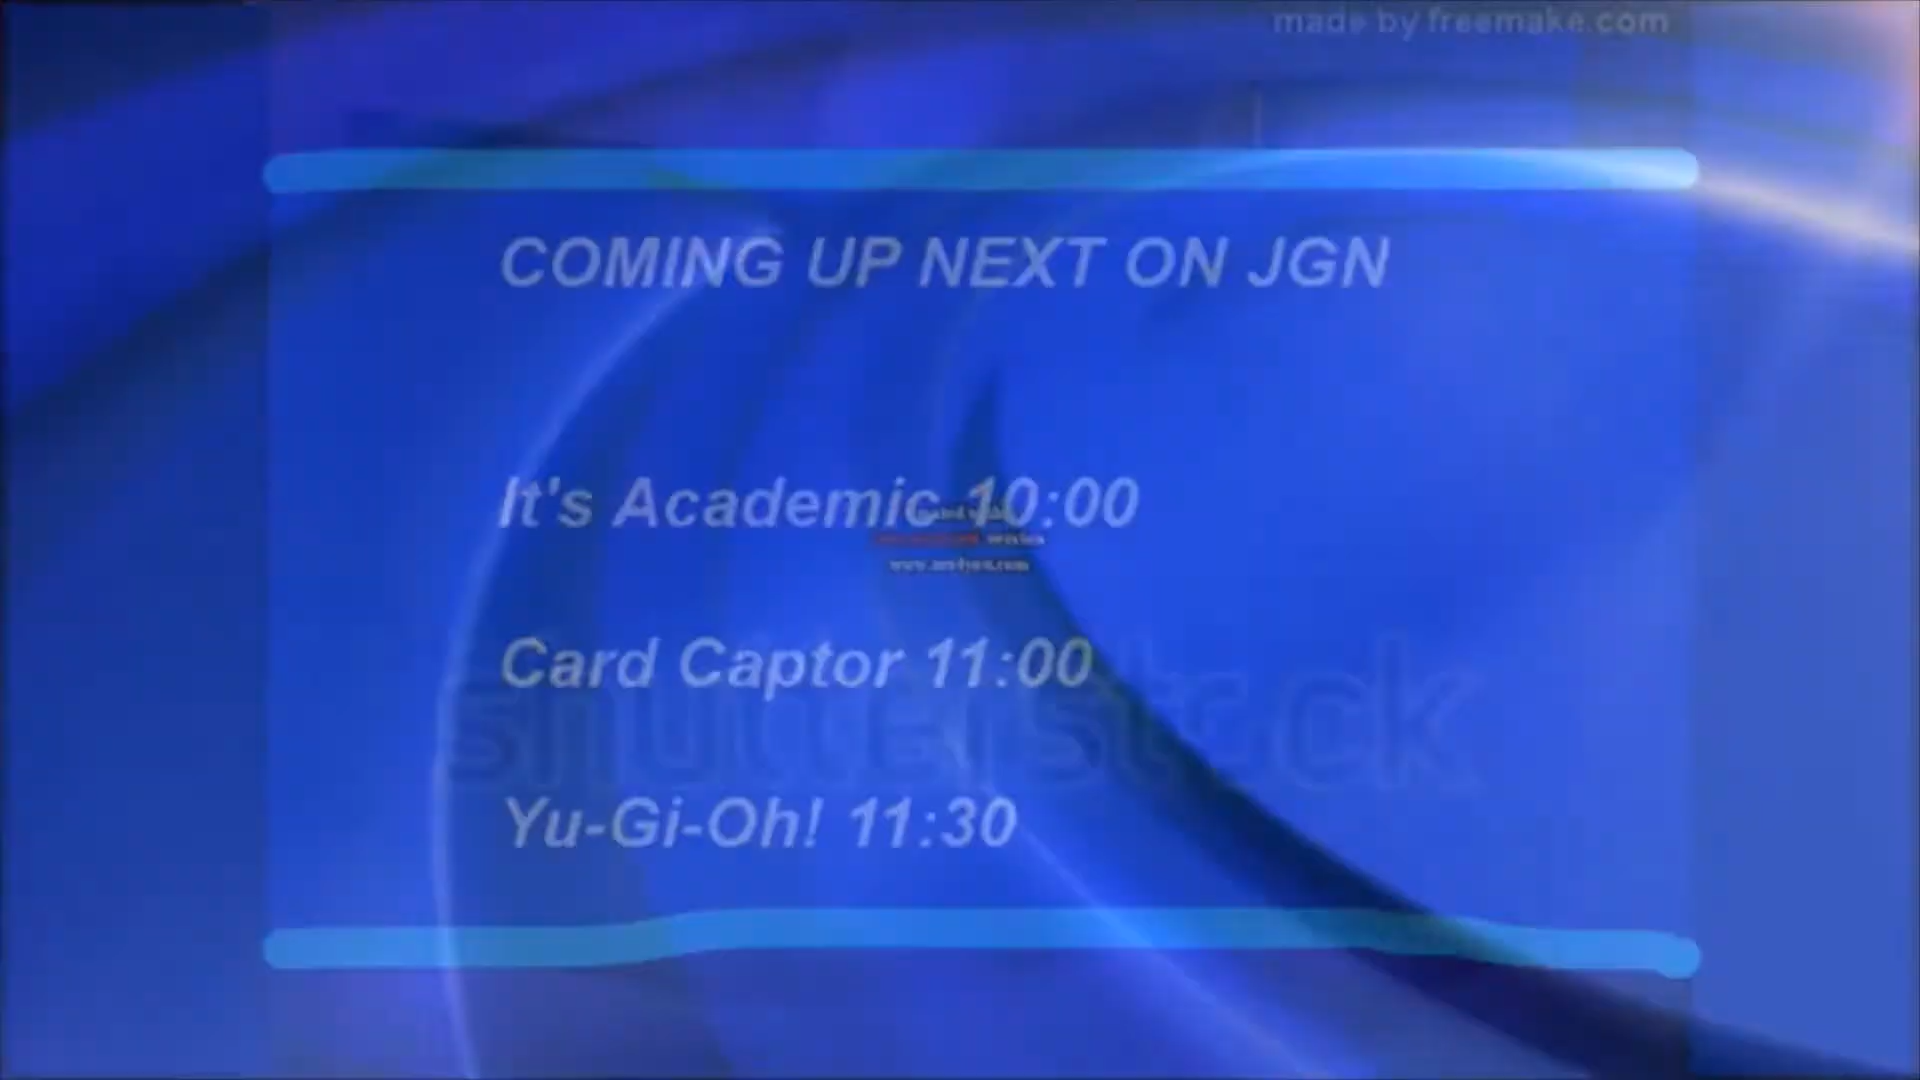 made by freemake.com
COMING UP NEXT ON JGN
It's Academic 10:00
Card Captor 11:00
shutterstock
Yu-Gi-Oh! 11:30